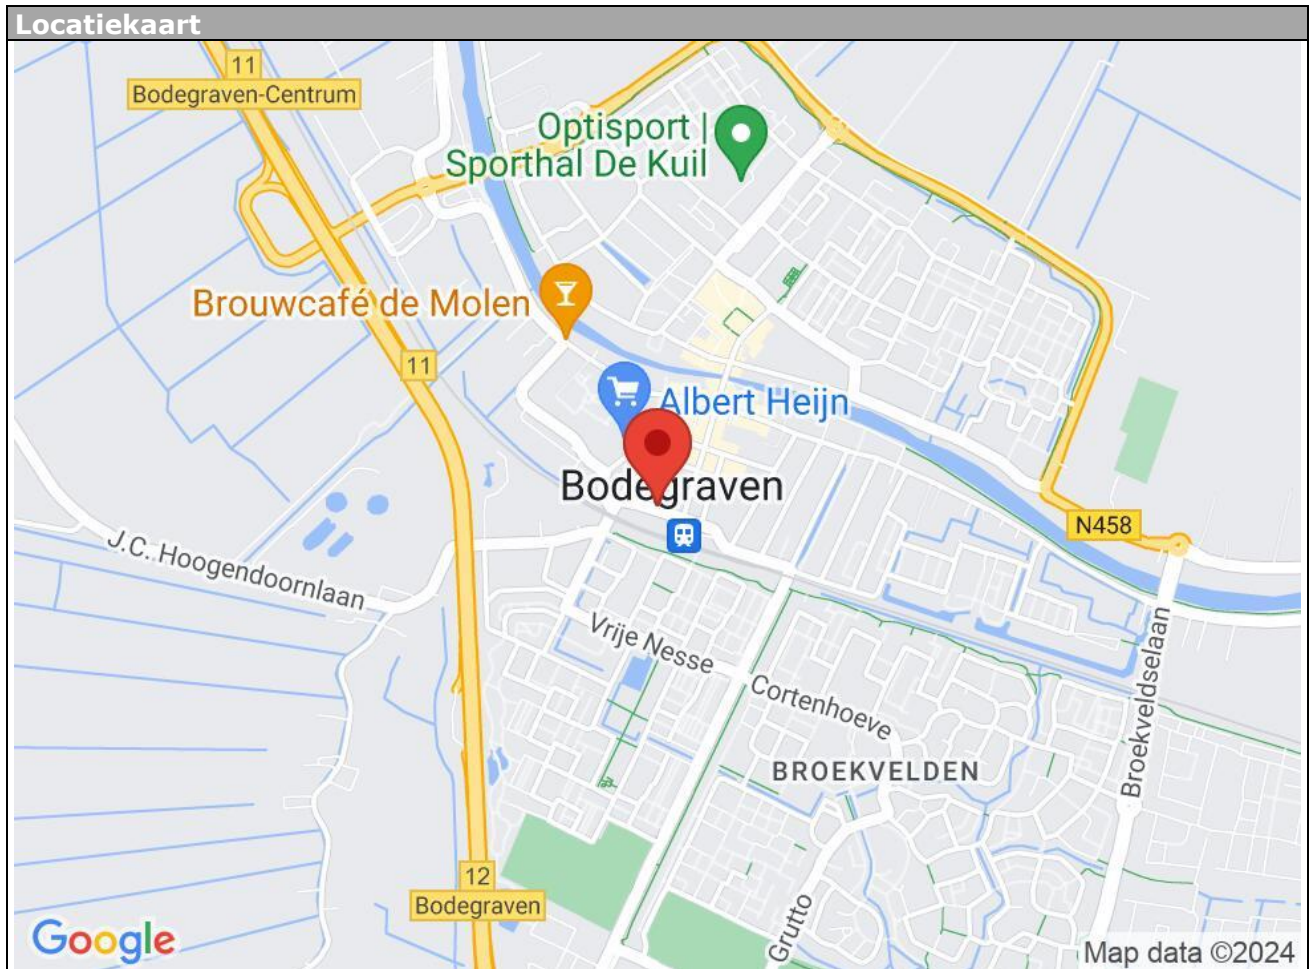 Locatiekaart
11
Bodegraven-Centrum
Optisport |
Sporthal De Kuil
Brouwcafé de Molen
11
Albert Heijn
Bodegraven
N458
J.C. Hoogendoornlaan
Vrije Nesse
Cortenhoeve
Broekveldselaan
BROEKVELDEN
12
Bodegraven
Grutto
Google
Map data ©2024